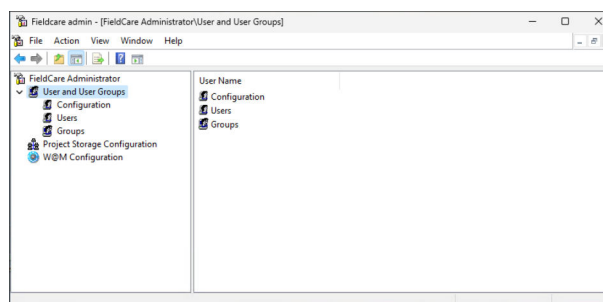 Fieldcare admin - [FieldCare Administrator\User and User Groups]
File Action View Window Help
FieldCare Administrator
User and User Groups
Configuration
Users
Groups
Project Storage Configuration
W@M Configuration
User Name
Configuration
Users
Groups